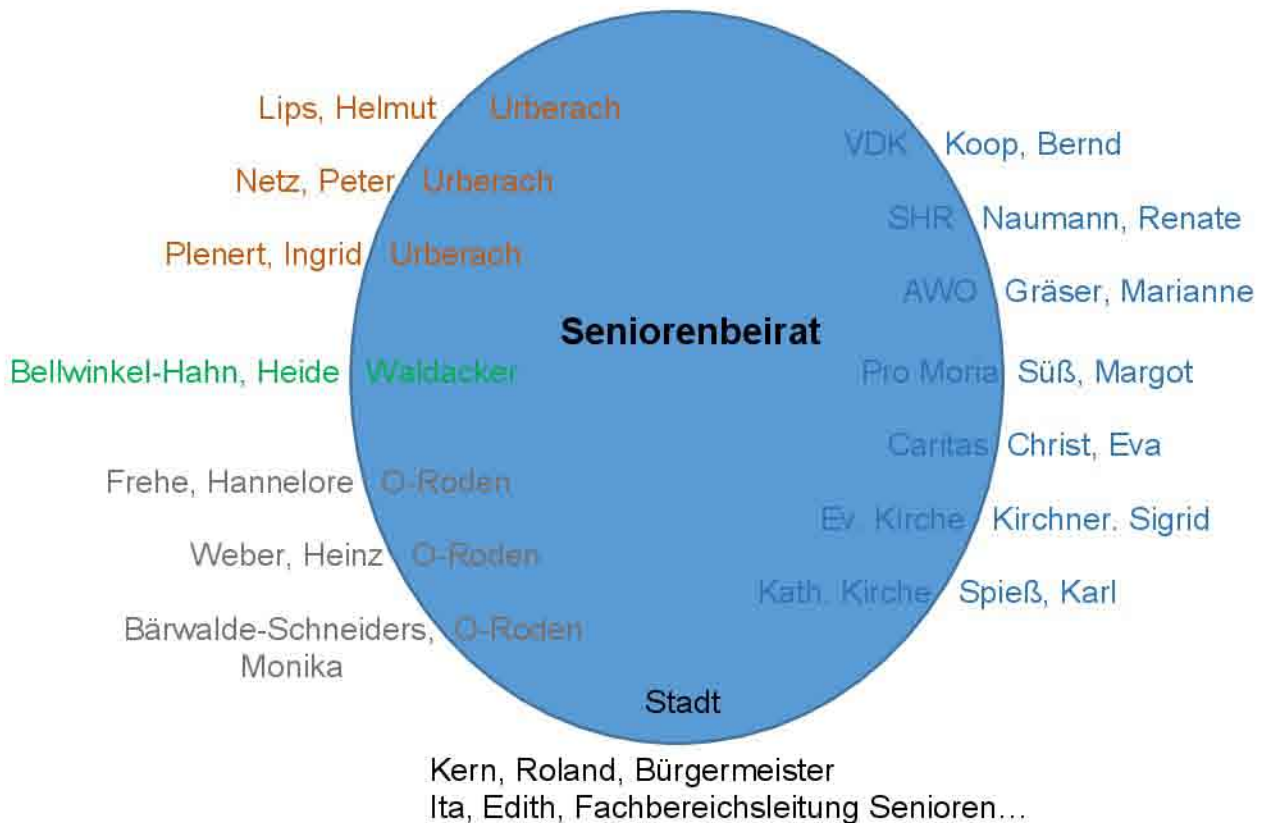 Lips, Helmut Urberach
Netz, Peter Urberach
Plenert, Ingrid Urberach
Bellwinkel-Hahn, Heide Waldacker
Frehe, Hannelore O-Roden
Weber, Heinz O-Roden
Bärwalde-Schneiders, O-Roden
Monika
Seniorenbeirat
VDK Koop, Bernd
SHR Naumann, Renate
AWO Gräser, Marianne
Pro Moria Süß, Margot
Caritas Christ, Eva
Ev. Kirche Kirchner. Sigrid
Kath. Kirche Spieß, Karl
Stadt
Kern, Roland, Bürgermeister
Ita, Edith, Fachbereichsleitung Senioren…